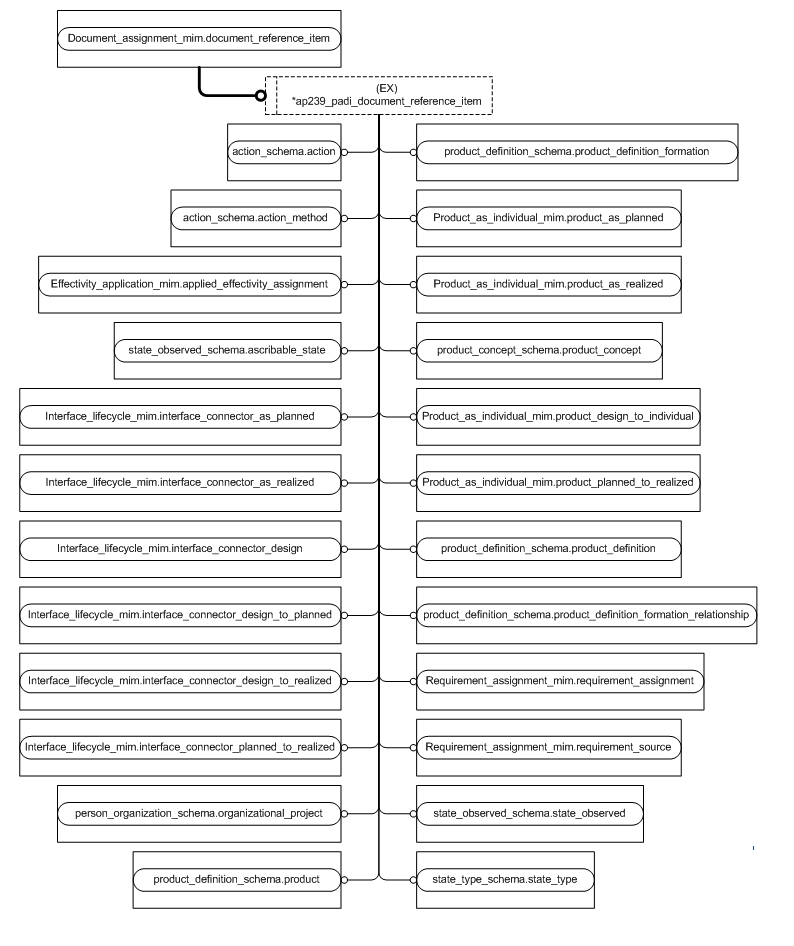 Document_assignment_mim.document_reference_item
(EX)
*ap239_padi_document_reference_item
action_schema.action
product_definition_schema.product_definition_formation
action_schema.action_method
Product_as_individual_mim.product_as_planned
Effectivity_application_mim.applied_effectivity_assignment
Product_as_individual_mim.product_as_realized
state_observed_schema.ascribable_state
product_concept_schema.product_concept
Interface_lifecycle_mim.interface_connector_as_planned
Product_as_individual_mim.product_design_to_individual
Interface_lifecycle_mim.interface_connector_as_realized
Product_as_individual_mim.product_planned_to_realized
Interface_lifecycle_mim.interface_connector_design
product_definition_schema.product_definition
Interface_lifecycle_mim.interface_connector_design_to_planned
product_definition_schema.product_definition_formation_relationship
Interface_lifecycle_mim.interface_connector_design_to_realized
Requirement_assignment_mim.requirement_assignment
Interface_lifecycle_mim.interface_connector_planned_to_realized
Requirement_assignment_mim.requirement_source
person_organization_schema.organizational_project
state_observed_schema.state_observed
product_definition_schema.product
state_type_schema.state_type